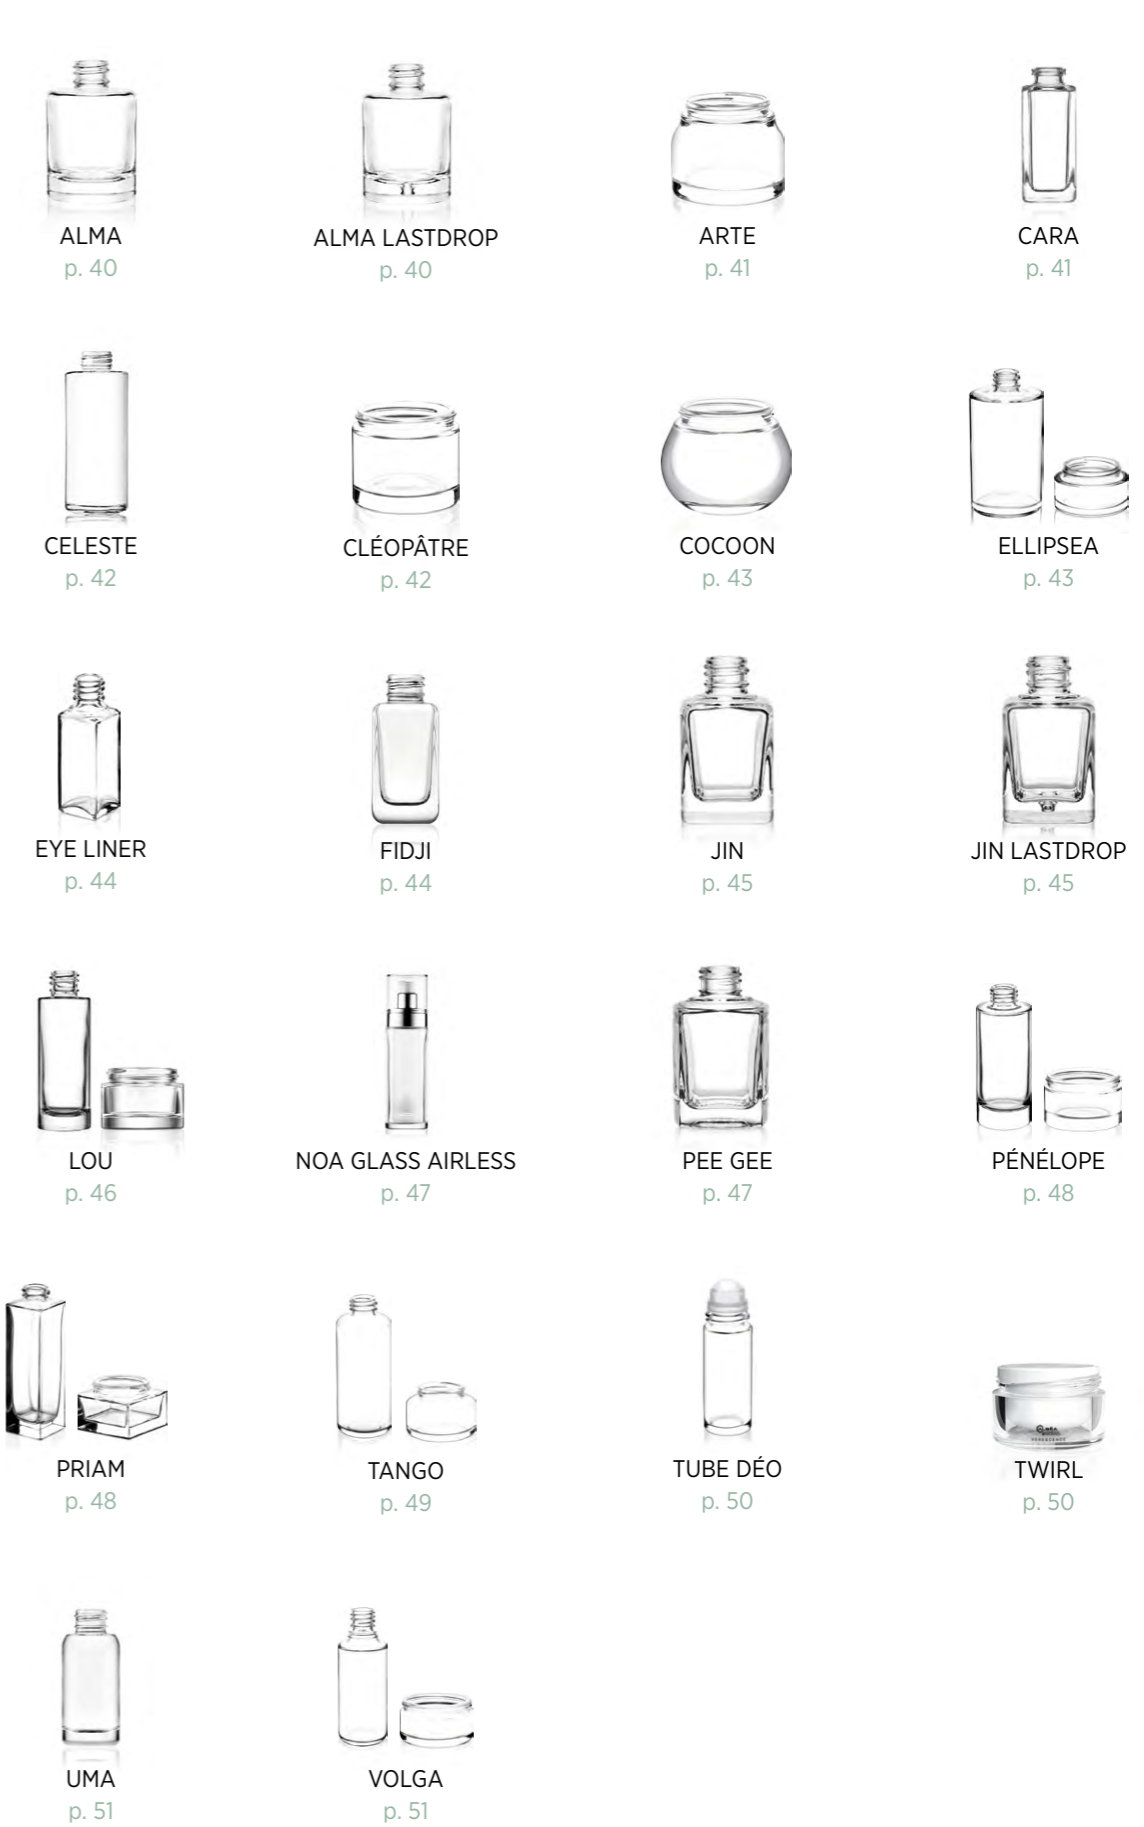 ALMA
p. 40
ALMA LASTDROP
p. 40
ARTE
p. 41
CARA
p. 41
CELESTE
p. 42
CLÉOPÂTRE
p. 42
COCOON
p. 43
ELLIPSEA
p. 43
EYE LINER
p. 44
FIDJI
p. 44
JIN
p. 45
JIN LASTDROP
p. 45
LOU
p. 46
NOA GLASS AIRLESS
p. 47
PEE GEE
p. 47
PÉNÉLOPE
p. 48
PRIAM
p. 48
TANGO
p. 49
TUBE DÉO
p. 50
TWIRL
p. 50
UMA
p. 51
VOLGA
p. 51